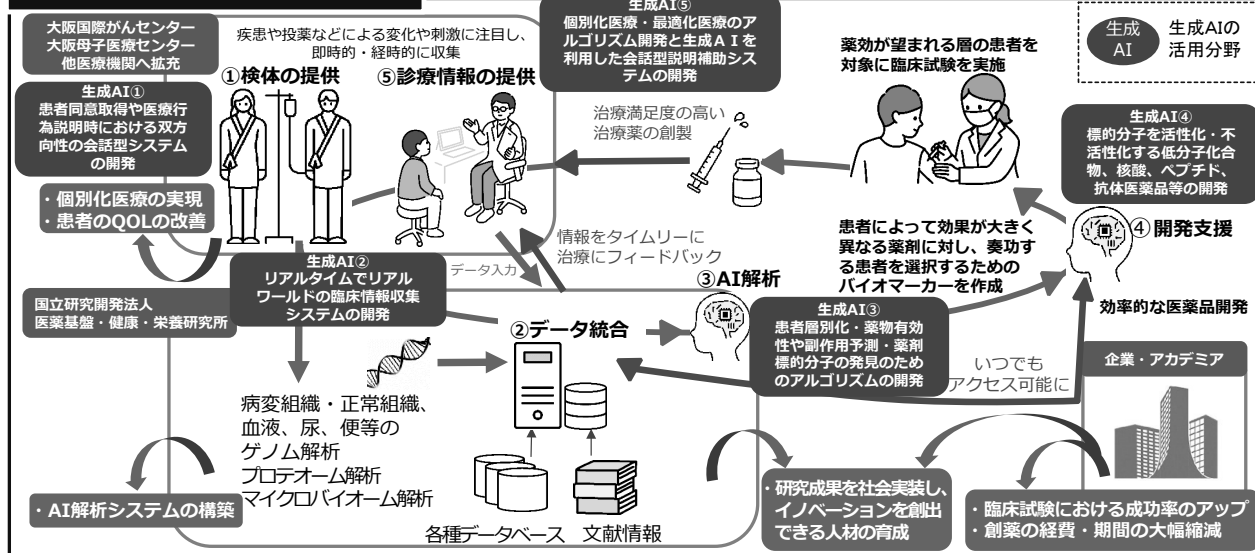 大阪国際がんセンター
大阪母子医療センター
他医療機関へ拡充
疾患や投薬などによる変化や刺激に注目し、
即時的・経時的に収集
①検体の提供
⑤診療情報の提供
生成AI①
患者同意取得や医療行
為説明時における双方
向性の会話型システム
の開発
・個別化医療の実現
・患者のQOLの改善
生成AI⑤
個別化医療・最適化医療のア
ルゴリズム開発と生成ＡＩを
利用した会話型説明補助シス
テムの開発
治療満足度の高い
治療薬の創製
薬効が望まれる層の患者を
対象に臨床試験を実施
生成
AI
生成AIの
活用分野
生成AI④
標的分子を活性化・不
活性化する低分子化合
物、核酸、ペプチド、
抗体医薬品等の開発
④開発支援
効率的な医薬品開発
患者によって効果が大きく
異なる薬剤に対し、奏功す
る患者を選択するための
バイオマーカーを作成
情報をタイムリーに
治療にフィードバック
データ入力
生成AI②
リアルタイムでリアル
ワールドの臨床情報収集
システムの開発
国立研究開発法人
医薬基盤・健康・栄養研究所
③AI解析
②データ統合
生成AI③
患者層別化・薬物有効
性や副作用予測・薬剤
標的分子の発見のため
のアルゴリズムの開発
いつでも
アクセス可能に
企業・アカデミア
病変組織・正常組織、
血液、尿、便等の
ゲノム解析
プロテオーム解析
マイクロバイオーム解析
・AI解析システムの構築
各種データベース
文献情報
・研究成果を社会実装し、
イノベーションを創出
できる人材の育成
・臨床試験における成功率のアップ
・創薬の経費・期間の大幅縮減